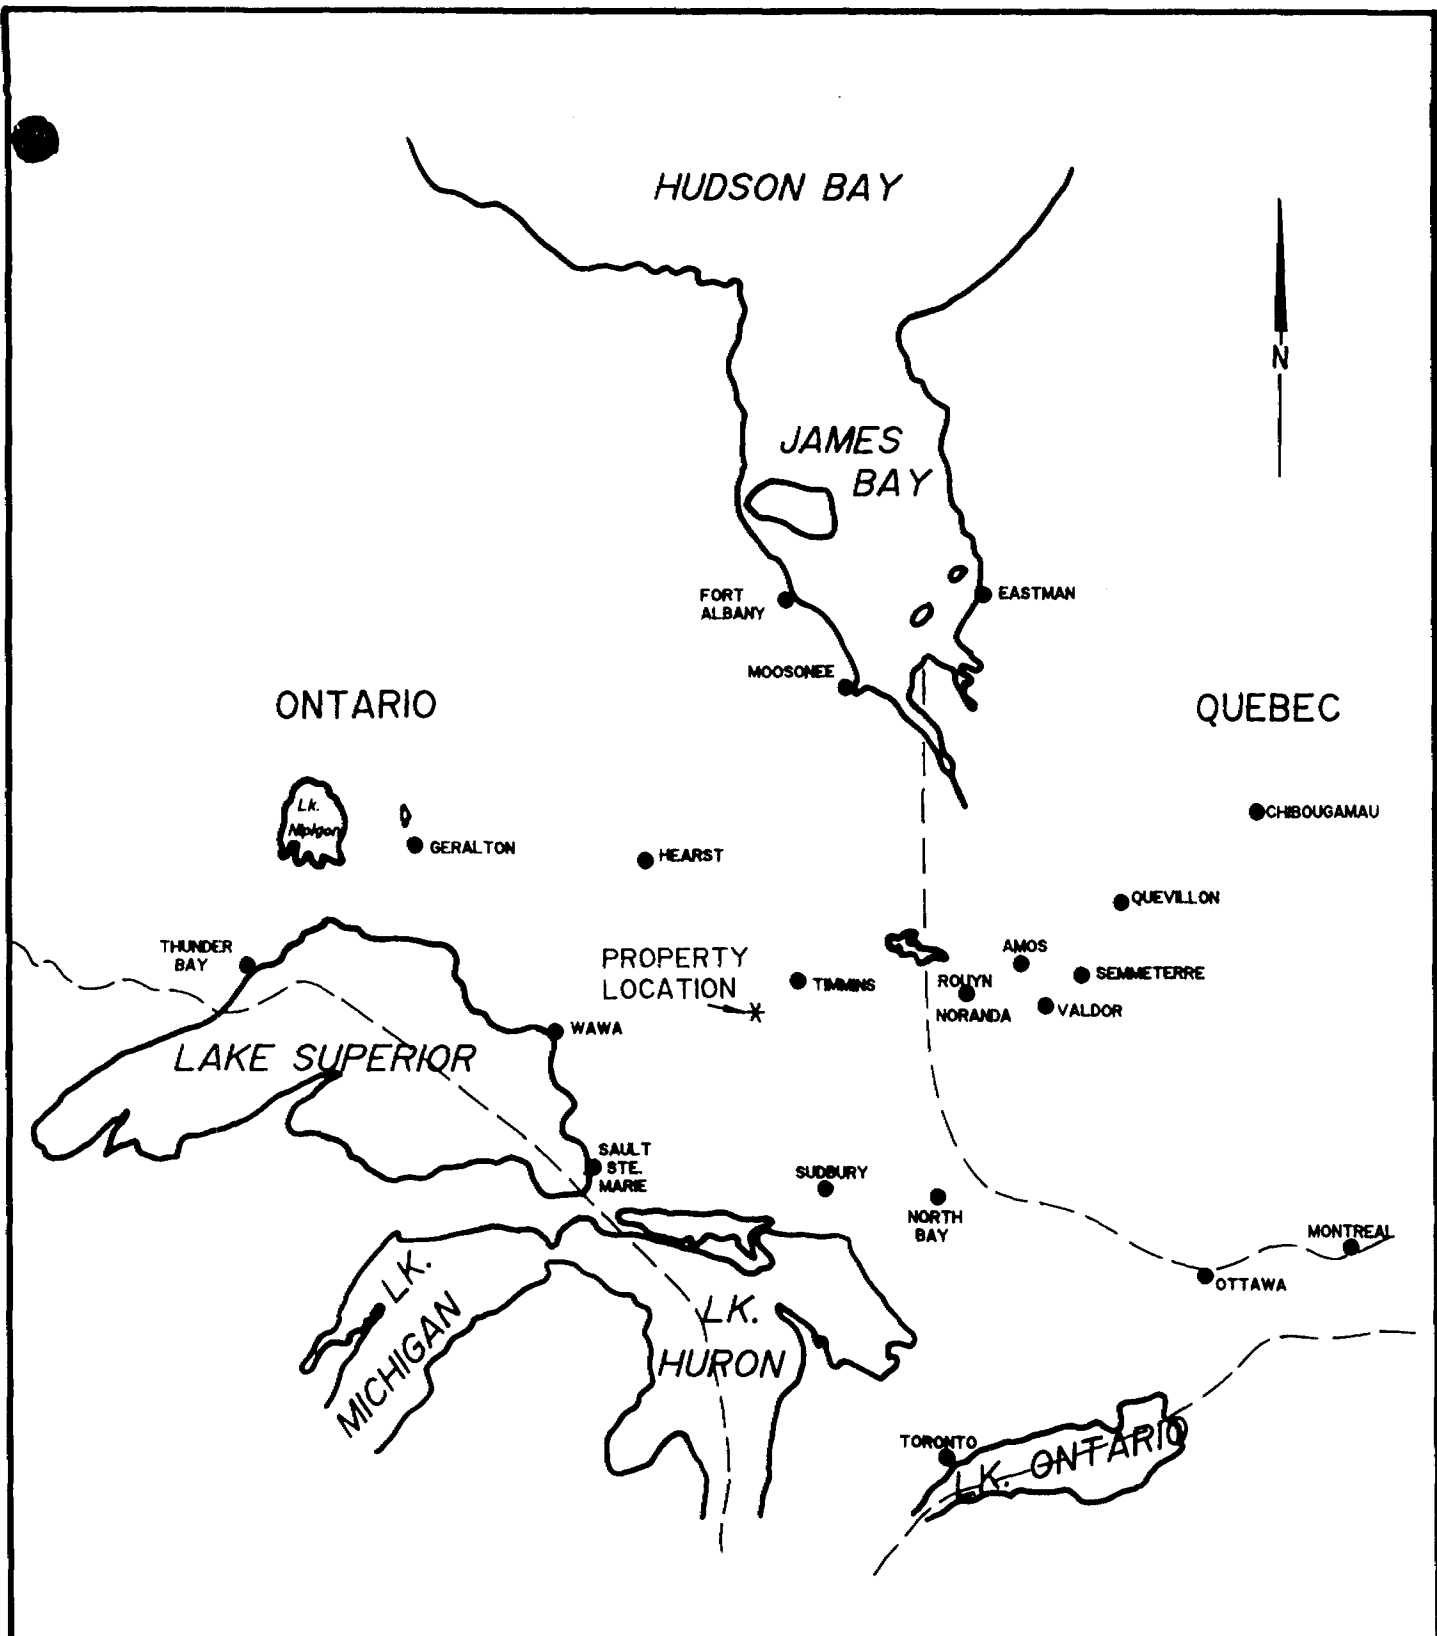 HUDSON BAY
N
JAMES
BAY
FORT
ALBANY
EASTMAN
MOOSONEE
ONTARIO
QUEBEC
Lk.
Nipigon
GERALTON
HEARST
CHIBOUGAMAU
QUEVILLON
THUNDER
BAY
PROPERTY
LOCATION
TIMMINS
AMOS
SEMMETERRE
ROUYN
NORANDA
VALDOR
WAWA
LAKE SUPERIOR
SAULT
STE.
MARIE
SUDBURY
NORTH
BAY
MONTREAL
OTTAWA
LK.
MICHIGAN
LK.
HURON
TORONTO
LK. ONTARIO